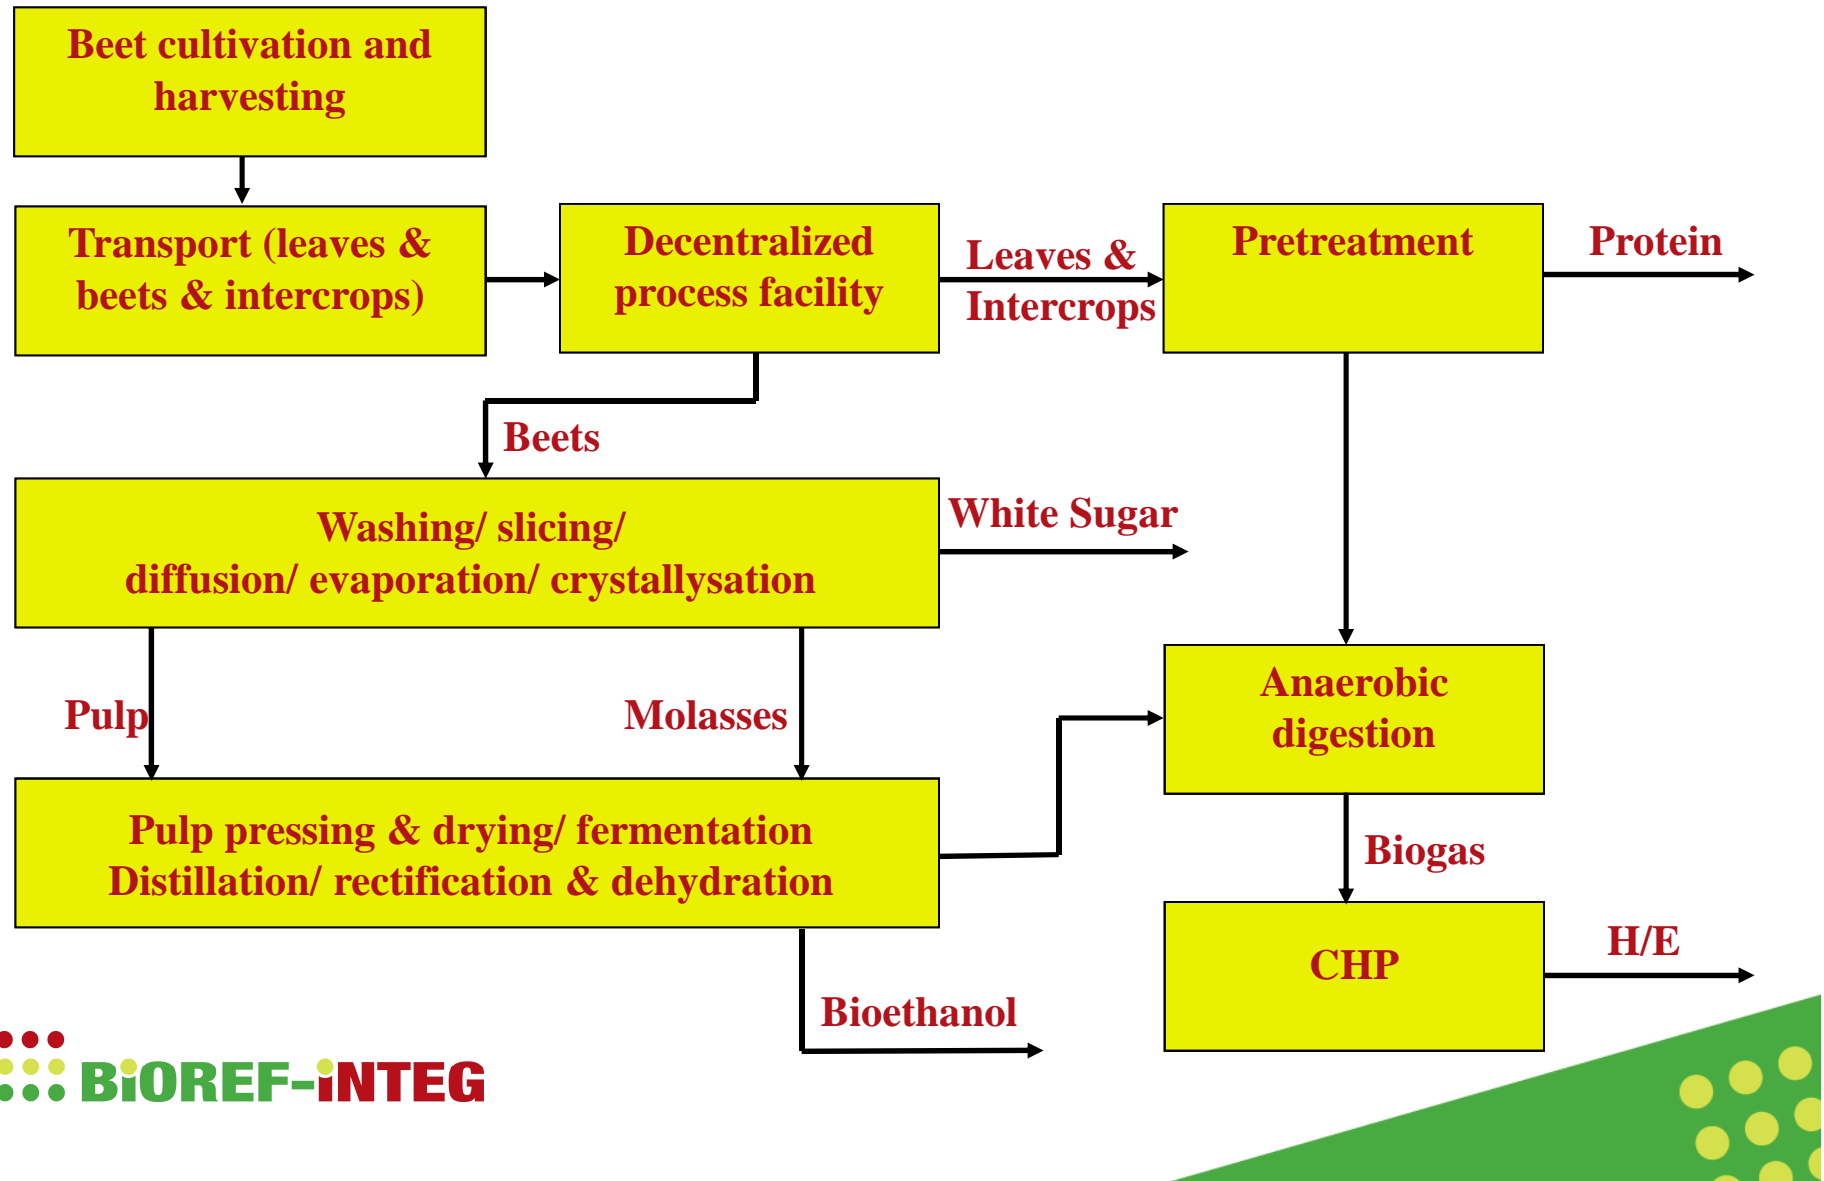 Beet cultivation and
harvesting
Transport (leaves &
beets & intercrops)
Decentralized
process facility
Leaves &
Intercrops
Pretreatment
Protein
Beets
Washing/ slicing/
diffusion/ evaporation/ crystallysation
White Sugar
Pulp
Molasses
Anaerobic
digestion
Pulp pressing & drying/ fermentation
Distillation/ rectification & dehydration
Biogas
CHP
H/E
Bioethanol
BiOREF-iNTEG